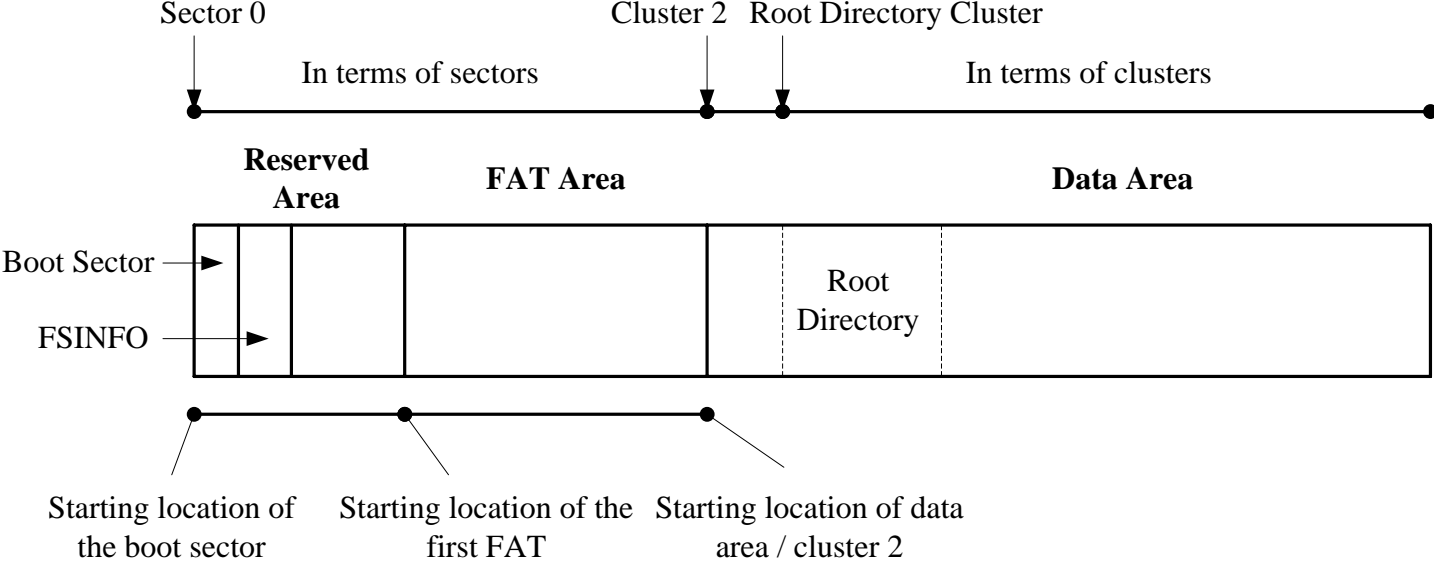 Sector 0
Cluster 2
Root Directory Cluster
In terms of sectors
In terms of clusters
Reserved
Area
FAT Area
Data Area
Boot Sector
FSINFO
Root
Directory
Starting location of
the boot sector
Starting location of the
first FAT
Starting location of data
area / cluster 2